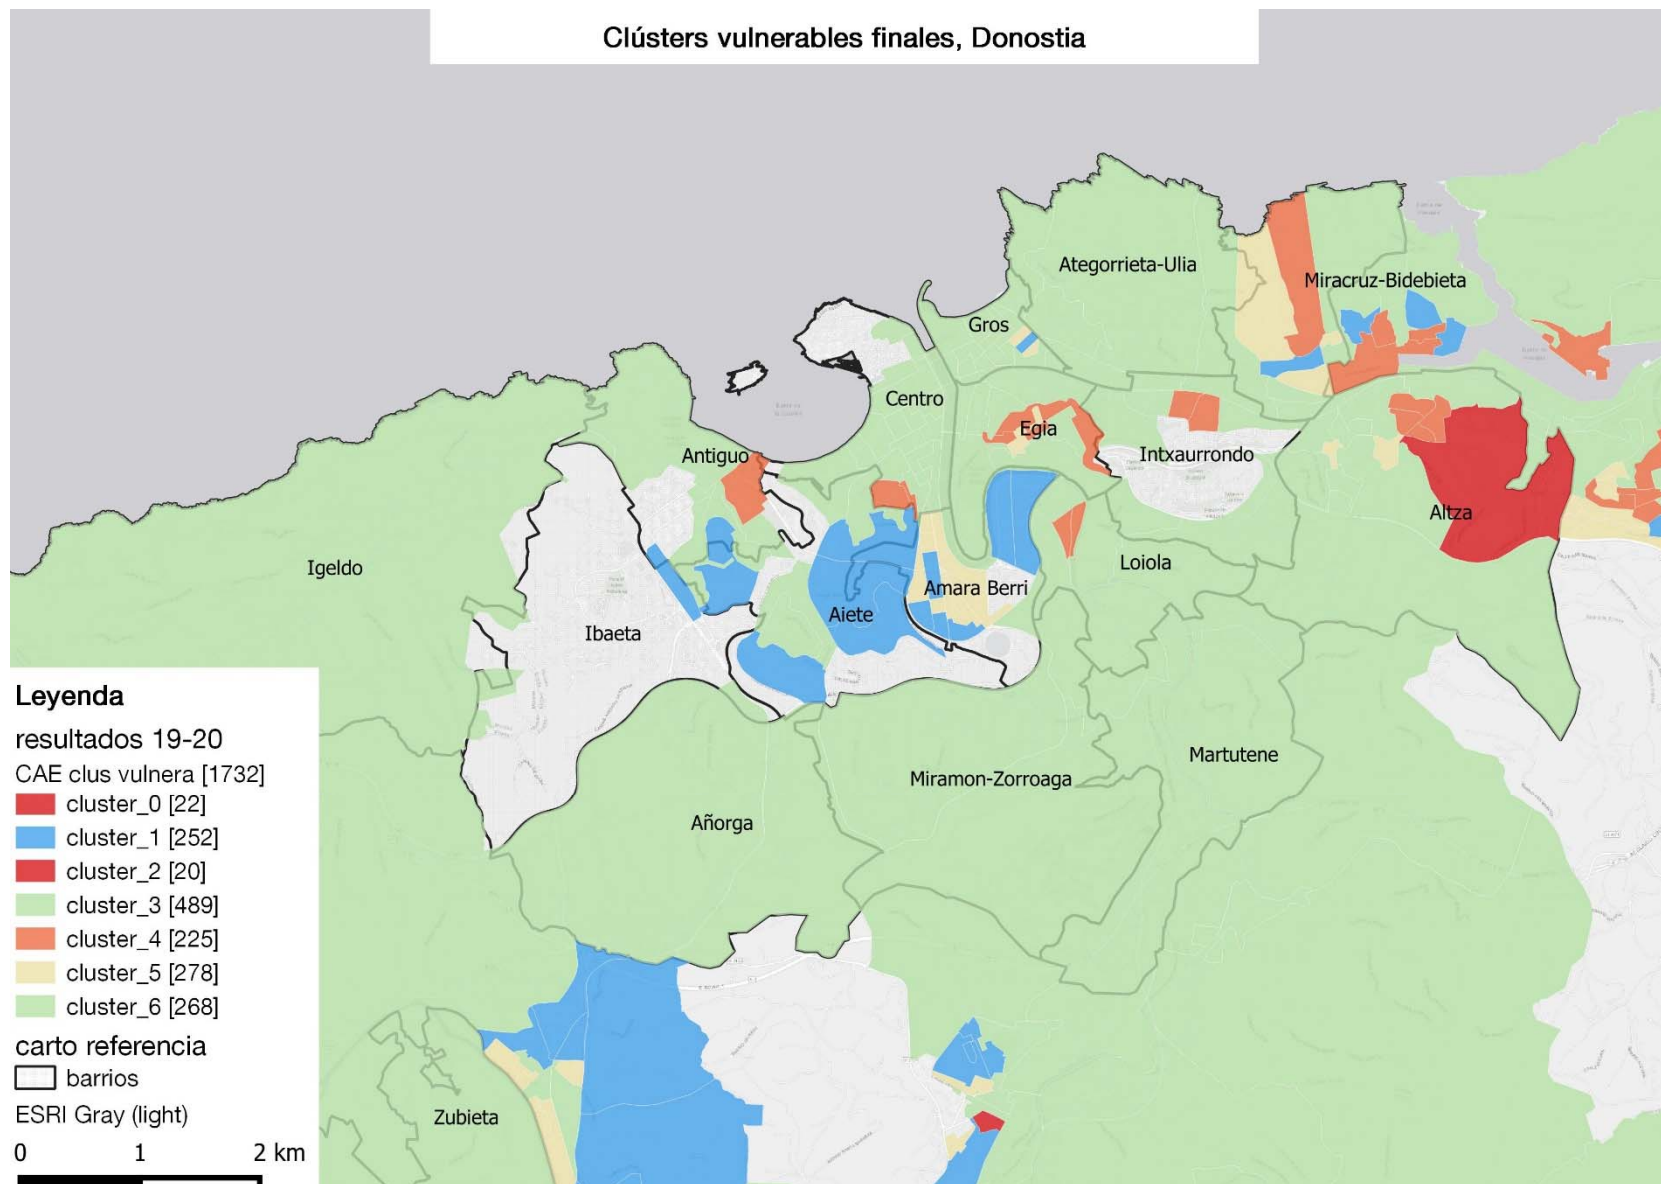 Clústers vulnerables finales, Donostia
Ategorrieta-Ulia
Miracruz-Bidebieta
Gros
Centro
Egia
Antiguo
Intxaurrondo
Altza
Igeldo
Loiola
Amara Berri
Aiete
Ibaeta
Martutene
Miramon-Zorroaga
Añorga
Zubieta
Leyenda
resultados 19-20
CAE clus vulnera [1732]
cluster_0 [22]
cluster_1 [252]
cluster_2 [20]
cluster_3 [489]
cluster_4 [225]
cluster_5 [278]
cluster_6 [268]
carto referencia
barrios
ESRI Gray (light)
0 1 2 km